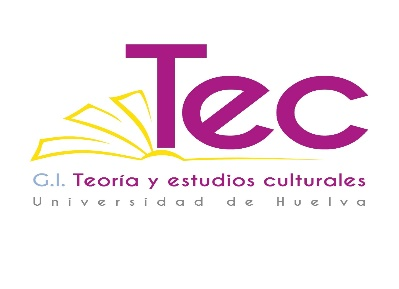 Tec
G.I. Teoría y estudios culturales
Universidad de Huelva